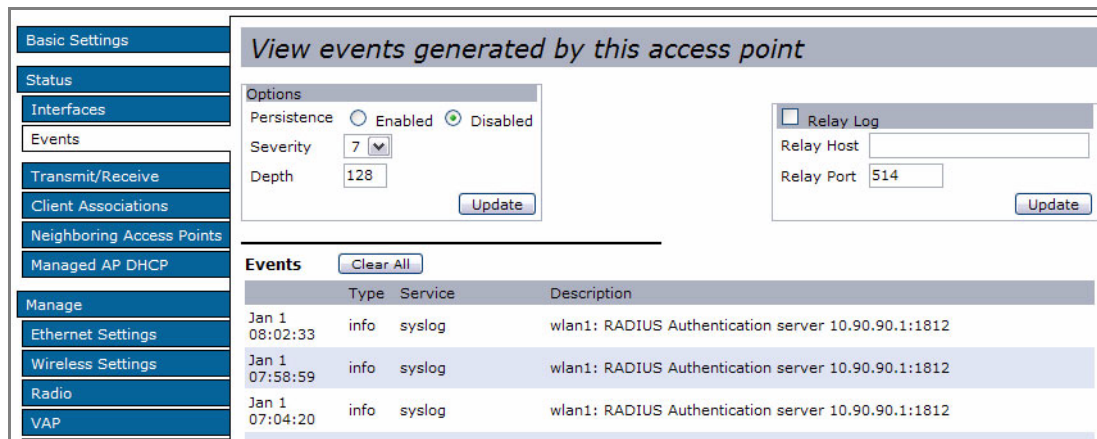 Basic Settings
Status
Interfaces
Events
Transmit/Receive
Client Associations
Neighboring Access Points
Managed AP DHCP
Manage
Ethernet Settings
Wireless Settings
Radio
VAP
View events generated by this access point
Options
Persistence Enabled Disabled
Severity 7
Depth 128
Update
Relay Log
Relay Host
Relay Port 514
Update
Events Clear All
Type Service Description
Jan 1
08:02:33 info syslog wlan1: RADIUS Authentication server 10.90.90.1:1812
Jan 1
07:58:59 info syslog wlan1: RADIUS Authentication server 10.90.90.1:1812
Jan 1
07:04:20 info syslog wlan1: RADIUS Authentication server 10.90.90.1:1812